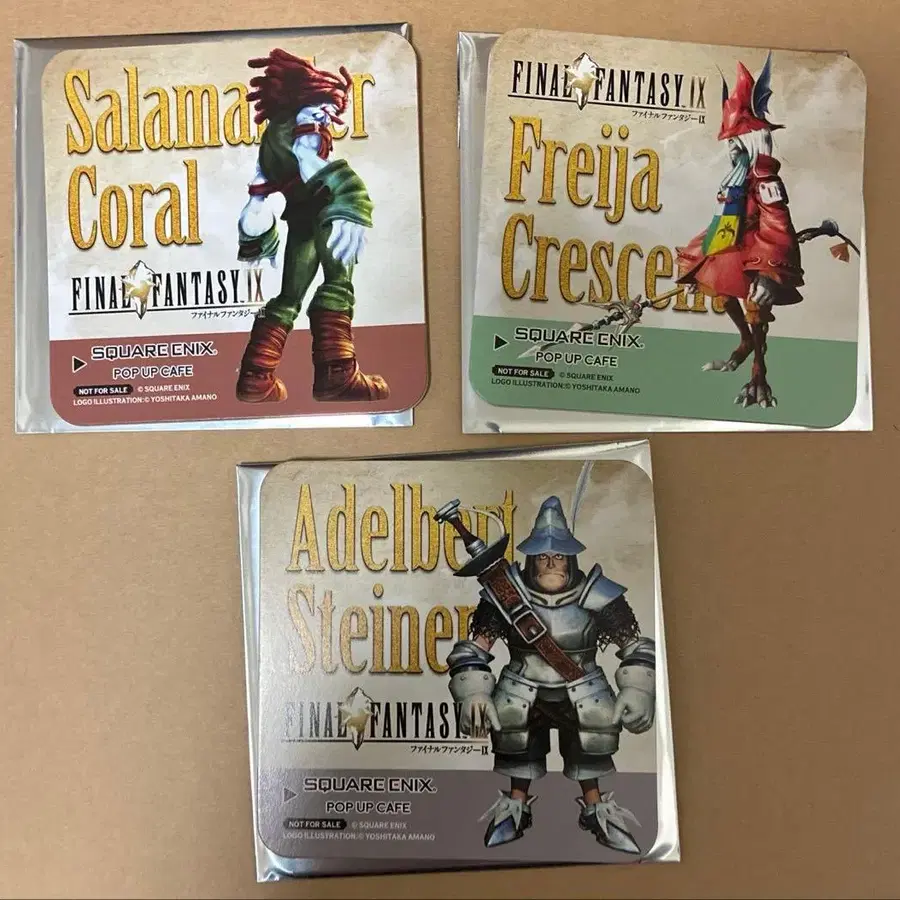 Salamander
Coral
FINAL FANTASY IX
ファイナルファンタジーIX
SQUARE ENIX.
POP UP CAFE
NOT FOR SALE © SQUARE ENIX
LOGO ILLUSTRATION:© YOSHITAKA AMANO
FINAL FANTASY IX
ファイナルファンタジーIX
Freija
Crescent
SQUARE ENIX.
POP UP CAFE
NOT FOR SALE © SQUARE ENIX
LOGO ILLUSTRATION:© YOSHITAKA AMANO
Adelbert
Steiner
FINAL FANTASY IX
ファイナルファンタジーIX
SQUARE ENIX.
POP UP CAFE
NOT FOR SALE © SQUARE ENIX
LOGO ILLUSTRATION:© YOSHITAKA AMANO